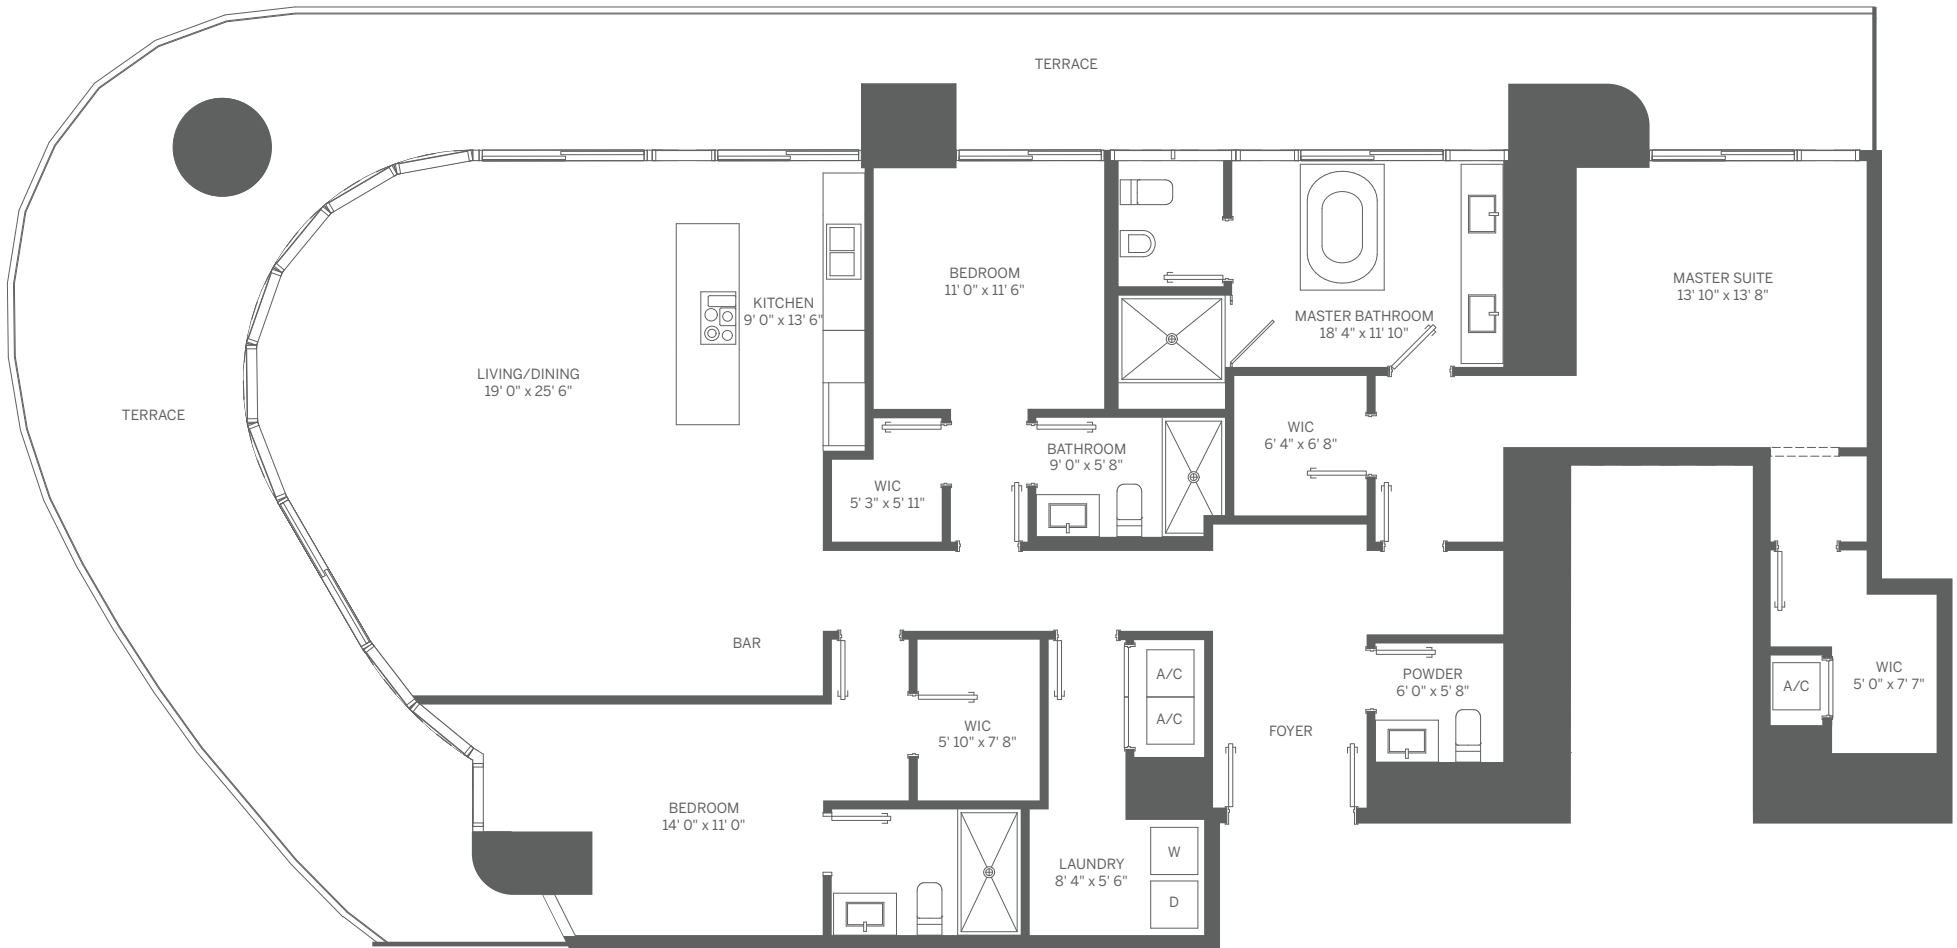 TERRACE
BEDROOM
11' 0" x 11' 6"
MASTER SUITE
13' 10" x 13' 8"
KITCHEN
9' 0" x 13' 6"
MASTER BATHROOM
18' 4" x 11' 10"
LIVING/DINING
19' 0" x 25' 6"
TERRACE
WIC
6' 4" x 6' 8"
BATHROOM
9' 0" x 5' 8"
WIC
5' 3" x 5' 11"
BAR
A/C
A/C
POWDER
6' 0" x 5' 8"
WIC
5' 0" x 7' 7"
A/C
WIC
5' 10" x 7' 8"
FOYER
BEDROOM
14' 0" x 11' 0"
W
LAUNDRY
8' 4" x 5' 6"
D